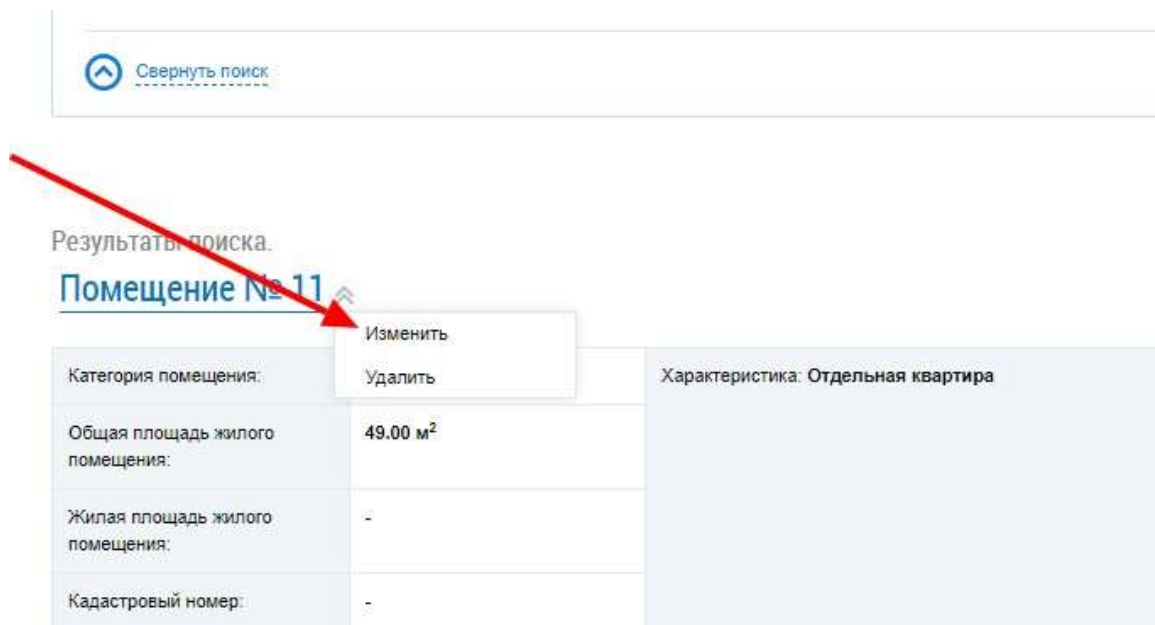 Свернуть поиск
Результаты поиска.
Помещение № 11
Изменить
Удалить
Категория помещения:
Характеристика: Отдельная квартира
Общая площадь жилого
помещения:
49.00 м²
Жилая площадь жилого
помещения:
-
Кадастровый номер:
-